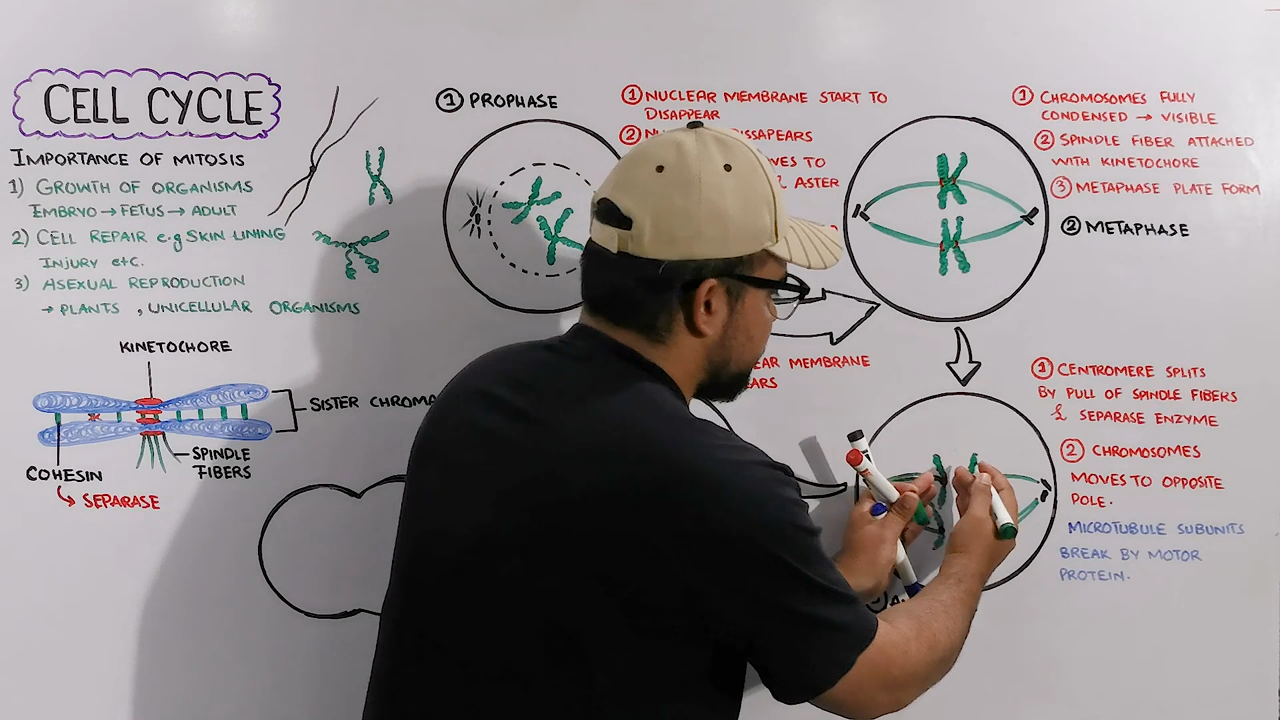 CELL CYCLE
IMPORTANCE OF MITOSIS
1) GROWTH OF ORGANISMS
EMBRYO → FETUS → ADULT
2) CELL REPAIR e.g SKIN LINING
INJURY etc.
3) ASEXUAL REPRODUCTION
→ PLANTS , UNICELLULAR ORGANISMS
KINETOCHORE
SISTER CHROMA
SPINDLE
FIBERS
COHESIN
SEPARASE
① PROPHASE
① NUCLEAR MEMBRANE START TO
DISAPPEAR
② DISSAPEARS
TO
ASTER
MEMBRANE
① CHROMOSOMES FULLY
CONDENSED → VISIBLE
② SPINDLE FIBER ATTACHED
WITH KINETOCHORE
③ METAPHASE PLATE FORM
② METAPHASE
① CENTROMERE SPLITS
BY PULL OF SPINDLE FIBERS
& SEPARASE ENZYME
② CHROMOSOMES
MOVES TO OPPOSITE
POLE.
MICROTUBULE SUBUNITS
BREAK BY MOTOR
PROTEIN.